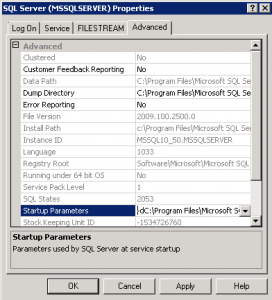 SQL Server (MSSQLSERVER) Properties
Log On Service FILESTREAM Advanced
Advanced
Clustered No
Customer Feedback Reporting No
Data Path C:\Program Files\Microsoft SQL Se
Dump Directory C:\Program Files\Microsoft SQL Se
Error Reporting No
File Version 2009.100.2500.0
Install Path c:\Program Files\Microsoft SQL Se
Instance ID MSSQL10_50.MSSQLSERVER
Language 1033
Registry Root Software\Microsoft\Microsoft SQL
Running under 64 bit OS No
Service Pack Level 1
SQL States 2053
Startup Parameters -dC:\Program Files\Microsoft SQ
Stock Keeping Unit ID -1534726760
Startup Parameters
Parameters used by SQL Server at service startup
OK Cancel Apply Help